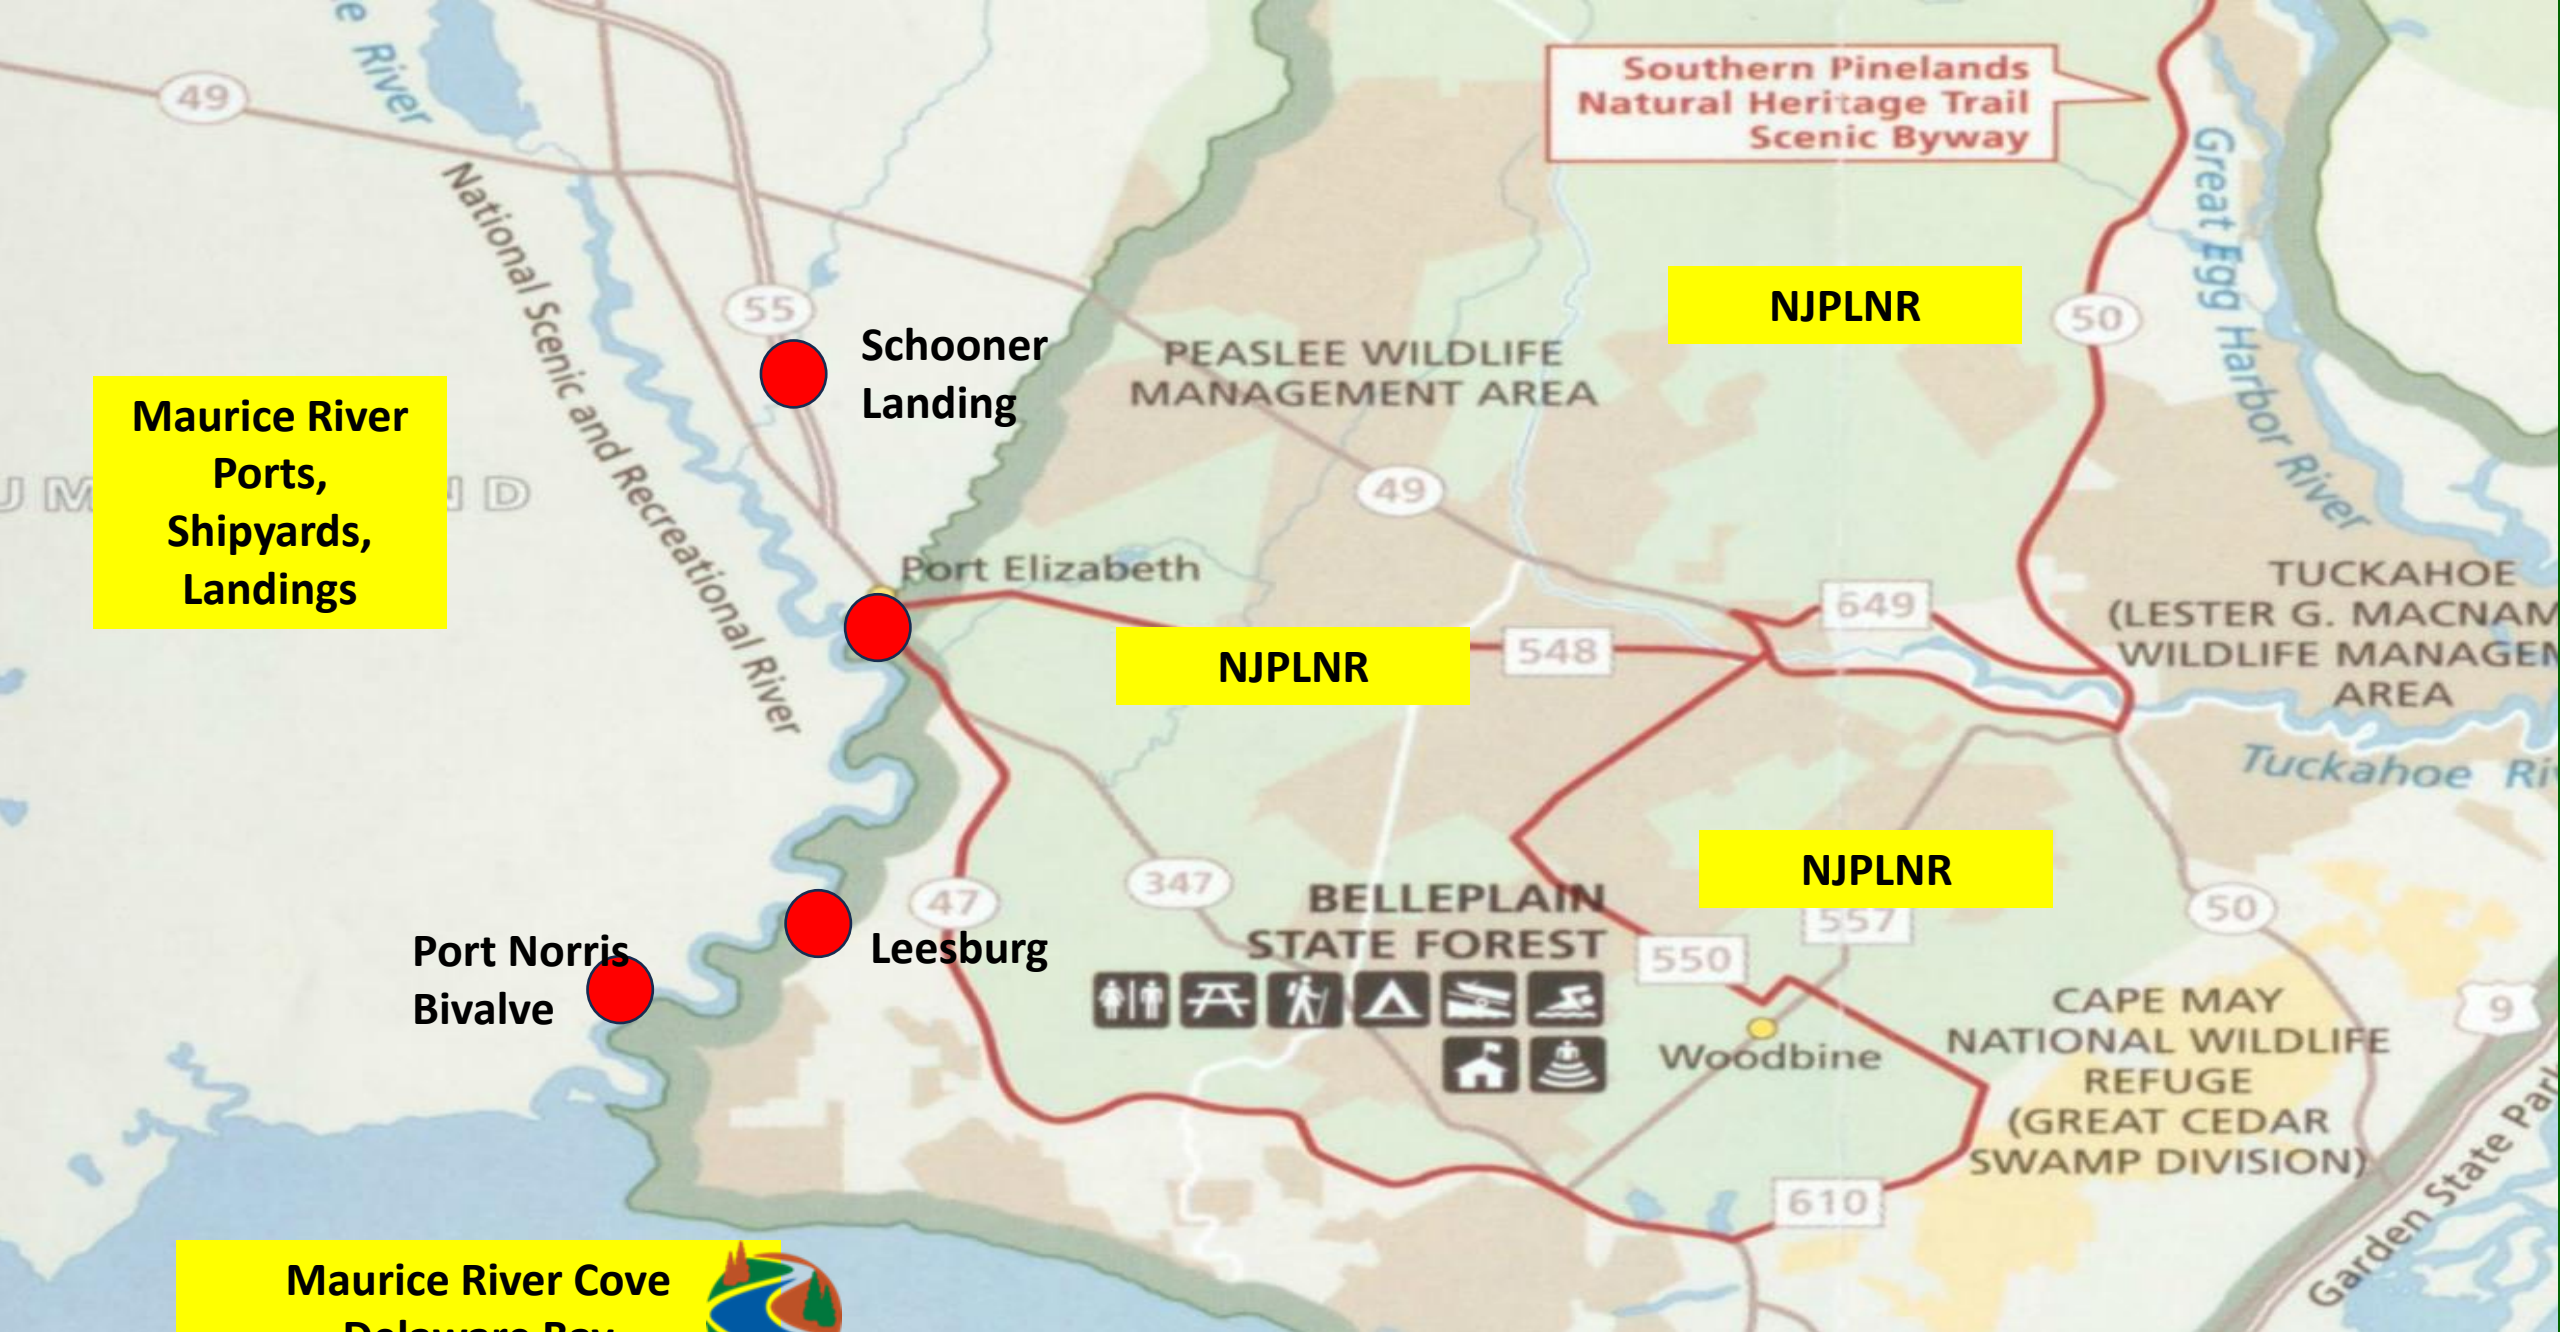 e River
49
Southern Pinelands
Natural Heritage Trail
Scenic Byway
National Scenic and Recreational River
Great Egg Harbor River
55
NJPLNR
50
Schooner
Landing
PEASLEE WILDLIFE
MANAGEMENT AREA
Maurice River
Ports,
Shipyards,
Landings
UM ND
49
Port Elizabeth
649
TUCKAHOE
(LESTER G. MACNAM
WILDLIFE MANAGEM
AREA
548
NJPLNR
Tuckahoe Ri
NJPLNR
347
47
BELLEPLAIN
STATE FOREST
557
50
550
Port Norris
Bivalve
Leesburg
9
Woodbine
CAPE MAY
NATIONAL WILDLIFE
REFUGE
(GREAT CEDAR
SWAMP DIVISION)
610
Garden State Par
Maurice River Cove
Delaware Bay